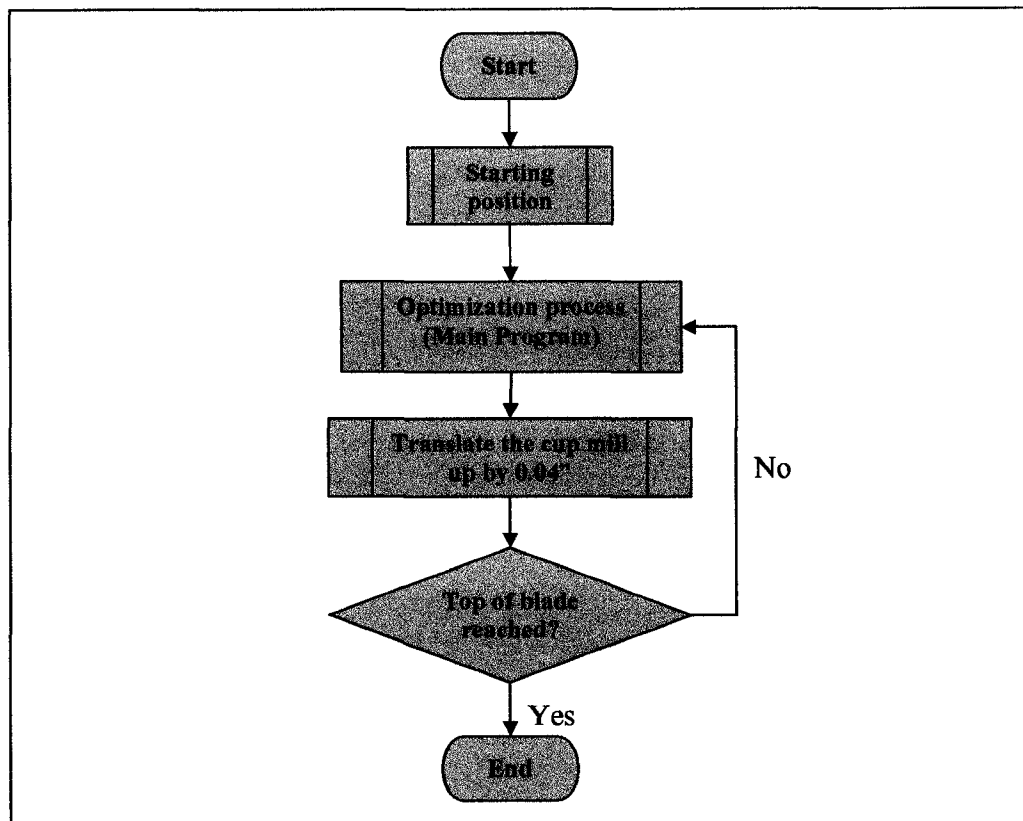 Start
Starting
position
Optimization process
(Main Program)
Translate the cup mill
up by 0.04"
No
Top of blade
reached?
Yes
End